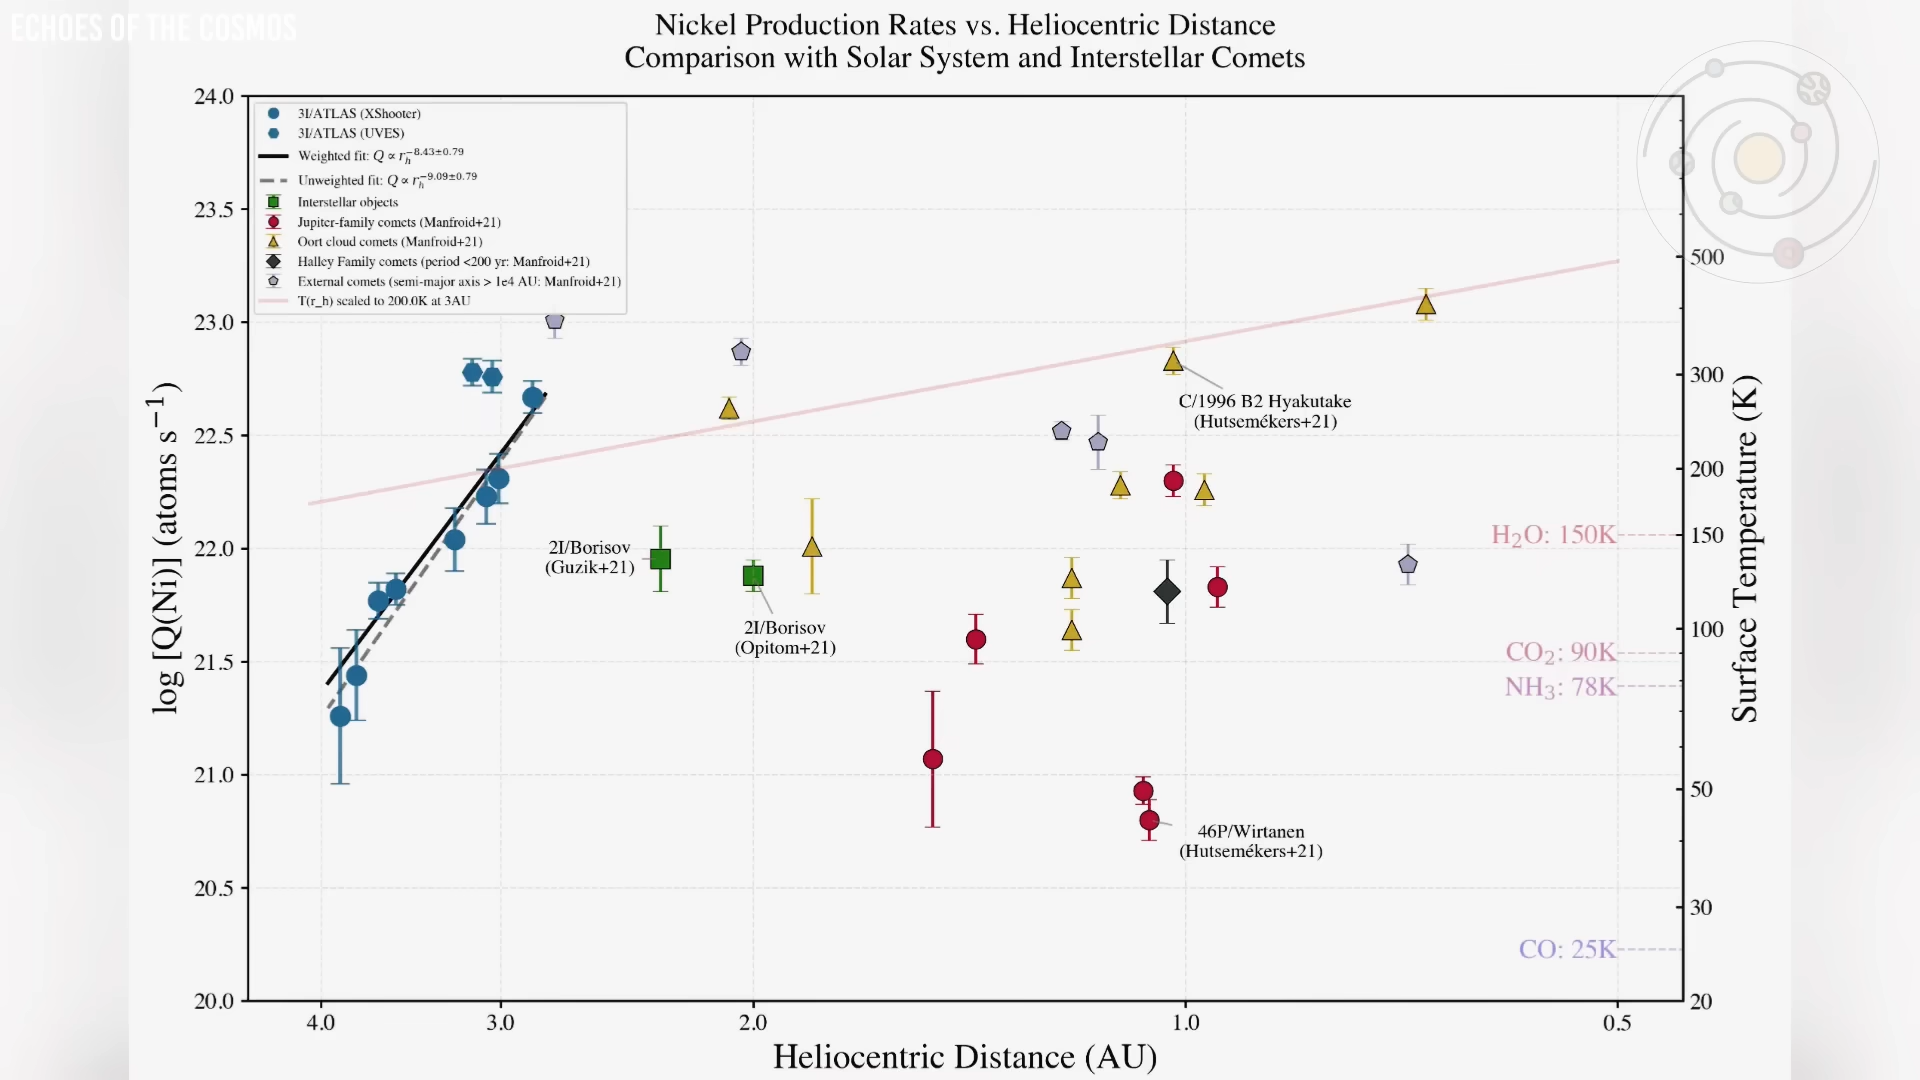 ECHOES OF THE COSMOS
Nickel Production Rates vs. Heliocentric Distance
Comparison with Solar System and Interstellar Comets
3I/ATLAS (XShooter)
3I/ATLAS (UVES)
Weighted fit: Q ∝ r_h^−8.43±0.79
Unweighted fit: Q ∝ r_h^−9.09±0.79
Interstellar objects
Jupiter-family comets (Manfroid+21)
Oort cloud comets (Manfroid+21)
Halley Family comets (period <200 yr: Manfroid+21)
External comets (semi-major axis > 1e4 AU: Manfroid+21)
T(r_h) scaled to 200.0K at 3AU
24.0
23.5
23.0
22.5
22.0
21.5
21.0
20.5
20.0
log [Q(Ni)] (atoms s⁻¹)
C/1996 B2 Hyakutake
(Hutsemékers+21)
2I/Borisov
(Guzik+21)
2I/Borisov
(Opitom+21)
46P/Wirtanen
(Hutsemékers+21)
H₂O: 150K
CO₂: 90K
NH₃: 78K
CO: 25K
500
300
200
150
100
50
30
20
Surface Temperature (K)
4.0
3.0
2.0
1.0
0.5
Heliocentric Distance (AU)